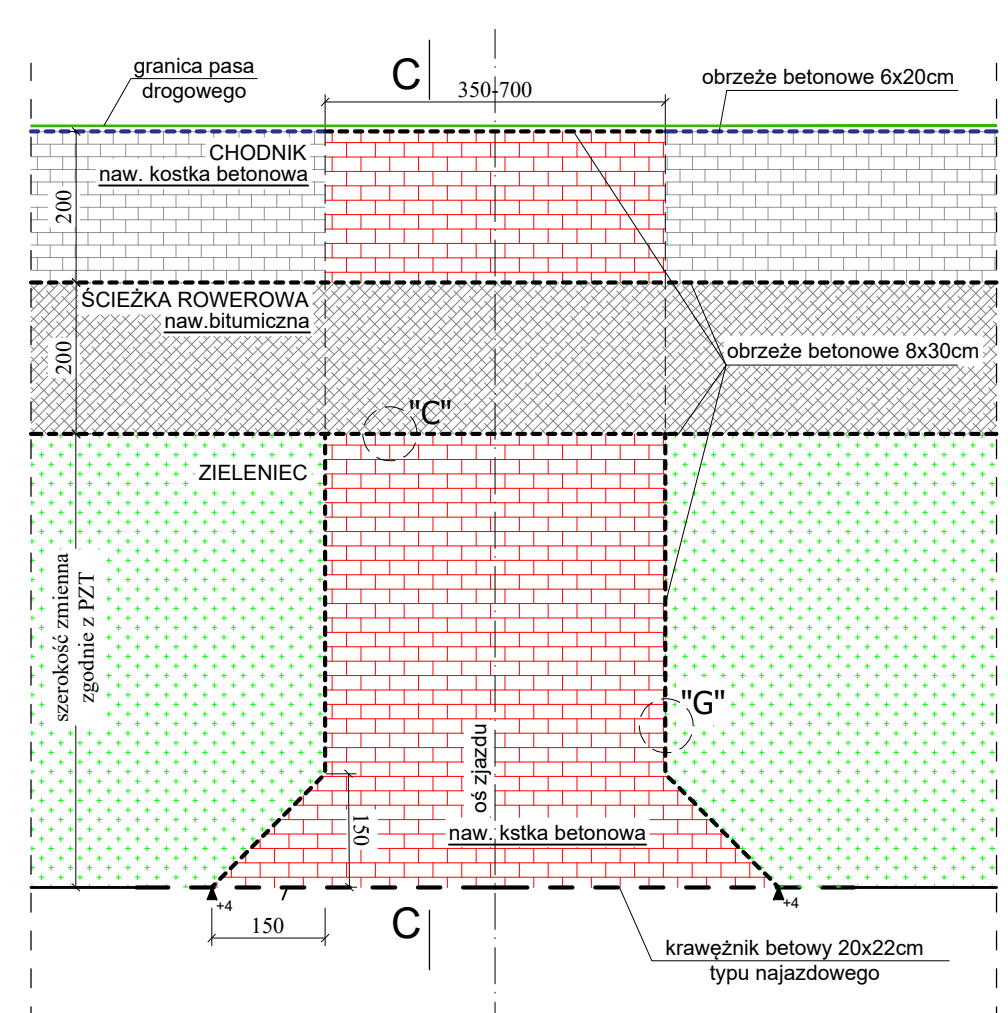 granica pasa
drogowego
C
350-700
obrzeże betonowe 6x20cm
CHODNIK
naw. kostka betonowa
200
ŚCIEŻKA ROWEROWA
naw.bitumiczna
200
obrzeże betonowe 8x30cm
"C"
ZIELENIEC
szerokość zmienna
zgodnie z PZT
"G"
oś zjazdu
150
naw. kstka betonowa
+4
+4
150
C
krawężnik betowy 20x22cm
typu najazdowego